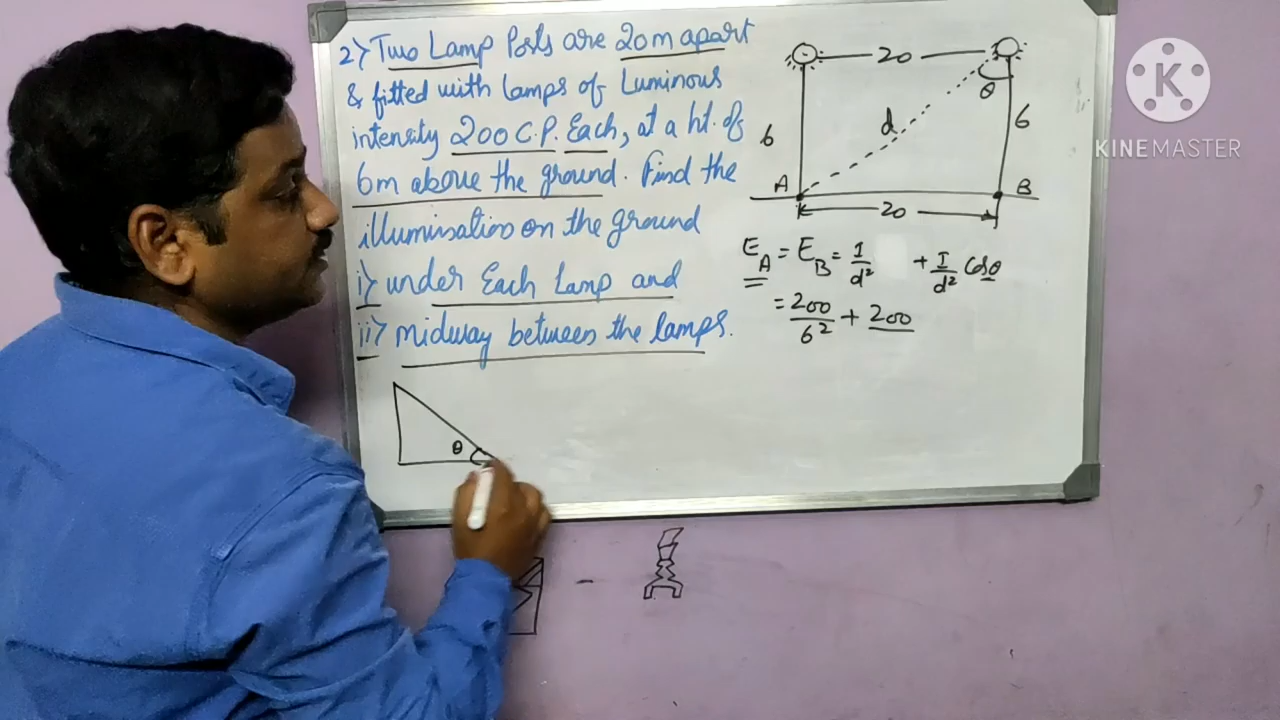 2) Two Lamp Posts are 20m apart
& fitted with lamps of Luminous
intensity 200 C.P. Each, at a ht. of
6m above the ground. Find the
illumination on the ground
i) under Each Lamp and
ii) midway between the lamps.
20
θ
d
6
6
A
B
20
E_A = E_B = I/d² + I/d² cosθ
= 200/6² + 200
θ
K
KINEMASTER